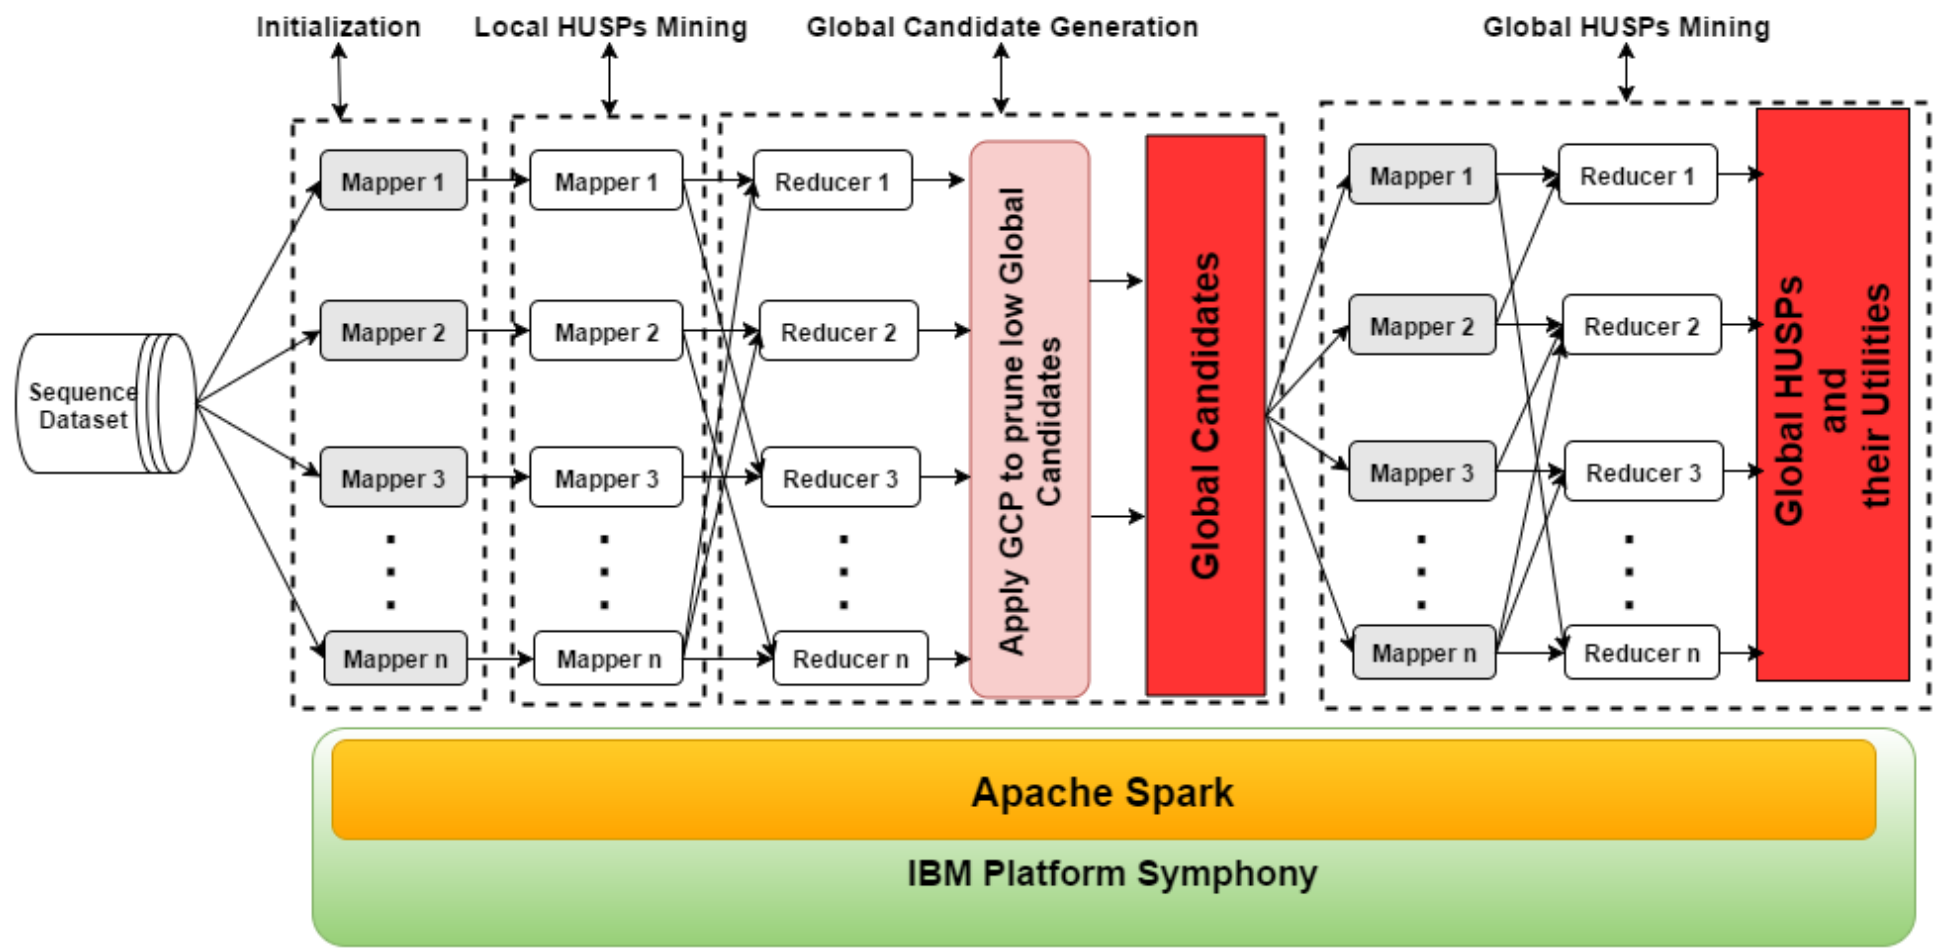 Initialization
Local HUSPs Mining
Global Candidate Generation
Global HUSPs Mining
Sequence
Dataset
Mapper 1
Mapper 2
Mapper 3
Mapper n
Mapper 1
Mapper 2
Mapper 3
Mapper n
Reducer 1
Reducer 2
Reducer 3
Reducer n
Apply GCP to prune low Global
Candidates
Global Candidates
Mapper 1
Mapper 2
Mapper 3
Mapper n
Reducer 1
Reducer 2
Reducer 3
Reducer n
Global HUSPs
and
their Utilities
Apache Spark
IBM Platform Symphony